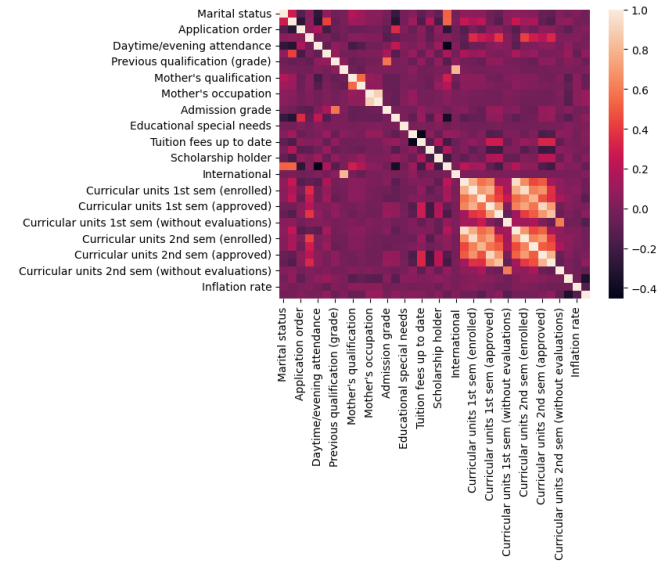 Marital status
Application order
Daytime/evening attendance
Previous qualification (grade)
Mother's qualification
Mother's occupation
Admission grade
Educational special needs
Tuition fees up to date
Scholarship holder
International
Curricular units 1st sem (enrolled)
Curricular units 1st sem (approved)
Curricular units 1st sem (without evaluations)
Curricular units 2nd sem (enrolled)
Curricular units 2nd sem (approved)
Curricular units 2nd sem (without evaluations)
Inflation rate
Marital status
Application order
Daytime/evening attendance
Previous qualification (grade)
Mother's qualification
Mother's occupation
Admission grade
Educational special needs
Tuition fees up to date
Scholarship holder
International
Curricular units 1st sem (enrolled)
Curricular units 1st sem (approved)
Curricular units 1st sem (without evaluations)
Curricular units 2nd sem (enrolled)
Curricular units 2nd sem (approved)
Curricular units 2nd sem (without evaluations)
Inflation rate
1.0
0.8
0.6
0.4
0.2
0.0
−0.2
−0.4